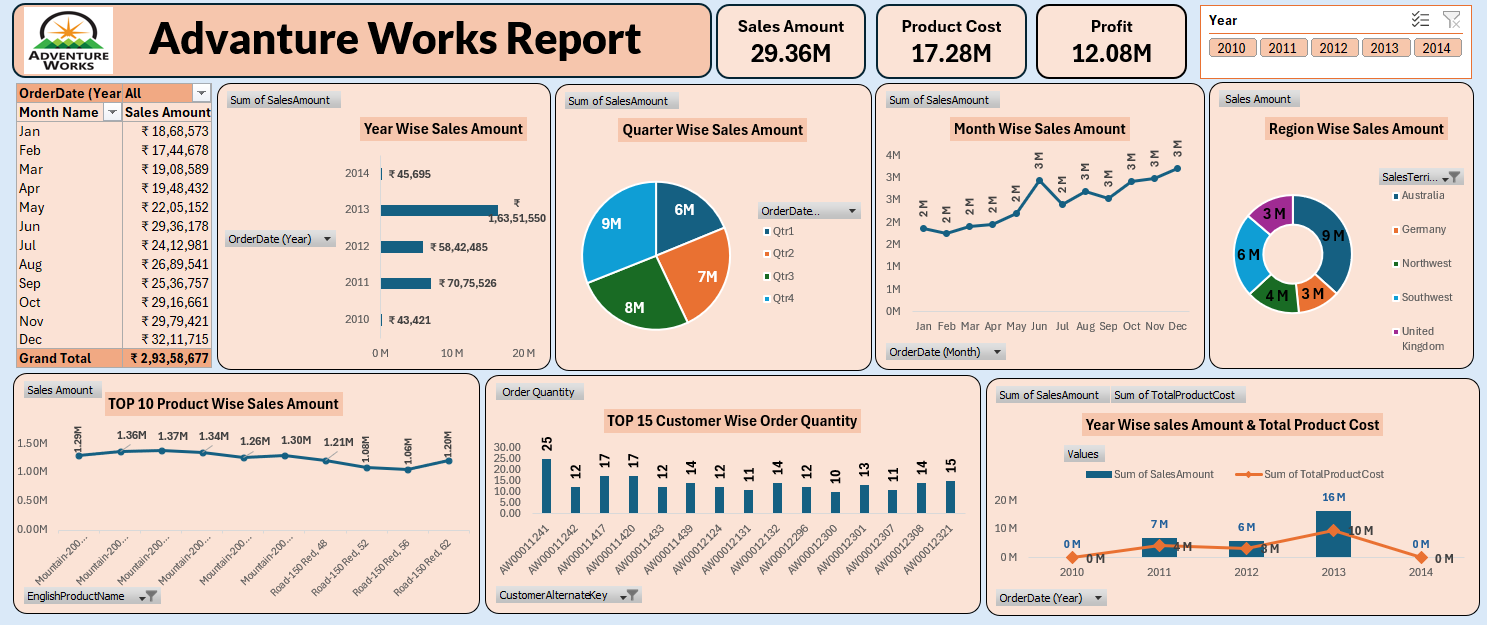 ADVENTURE
WORKS
Advanture Works Report
Sales Amount
29.36M
Product Cost
17.28M
Profit
12.08M
Year
2010 2011 2012 2013 2014
OrderDate (Year All
Month Name Sales Amount
Jan ₹ 18,68,573
Feb ₹ 17,44,678
Mar ₹ 19,08,589
Apr ₹ 19,48,432
May ₹ 22,05,152
Jun ₹ 29,36,178
Jul ₹ 24,12,981
Aug ₹ 26,89,541
Sep ₹ 25,36,757
Oct ₹ 29,16,661
Nov ₹ 29,79,421
Dec ₹ 32,11,715
Grand Total ₹ 2,93,58,677
Sum of SalesAmount
Year Wise Sales Amount
OrderDate (Year)
2014 ₹ 45,695
2013 ₹
1,63,51,550
2012 ₹ 58,42,485
2011 ₹ 70,75,526
2010 ₹ 43,421
0 M 10 M 20 M
Sum of SalesAmount
Quarter Wise Sales Amount
9M 6M
7M
8M
OrderDate...
Qtr1
Qtr2
Qtr3
Qtr4
Sum of SalesAmount
Month Wise Sales Amount
4M
3M
3M
2M
2M
1M
1M
0M
2 M 2 M 2 M 2 M 2 M 3 M 2 M 3 M 3 M 3 M 3 M 3 M
Jan Feb Mar Apr May Jun Jul Aug Sep Oct Nov Dec
OrderDate (Month)
Sales Amount
Region Wise Sales Amount
3 M
9 M
6 M
4 M 3 M
SalesTerri...
Australia
Germany
Northwest
Southwest
United
Kingdom
Sales Amount
TOP 10 Product Wise Sales Amount
1.50M
1.00M
0.50M
0.00M
1.29M 1.36M 1.37M 1.34M 1.26M 1.30M 1.21M 1.08M 1.06M 1.20M
Mountain-200... Mountain-200... Mountain-200... Mountain-200... Mountain-200... Mountain-200... Road-150 Red, 48 Road-150 Red, 52 Road-150 Red, 56 Road-150 Red, 62
EnglishProductName
Order Quantity
TOP 15 Customer Wise Order Quantity
30.00
25.00
20.00
15.00
10.00
5.00
0.00
25 12 17 17 12 14 12 11 14 12 10 13 11 14 15
AW00011241 AW00011242 AW00011417 AW00011420 AW00011433 AW00011439 AW00012124 AW00012131 AW00012132 AW00012296 AW00012300 AW00012301 AW00012307 AW00012308 AW00012321
CustomerAlternateKey
Sum of SalesAmount Sum of TotalProductCost
Year Wise sales Amount & Total Product Cost
Values
Sum of SalesAmount Sum of TotalProductCost
20 M
10 M
0 M
0 M 7 M 6 M 16 M 0 M
0 M 4 M 3 M 10 M 0 M
2010 2011 2012 2013 2014
OrderDate (Year)